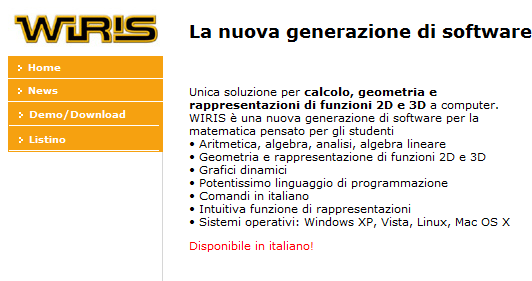 WIRIS
La nuova generazione di software
Home
News
Demo/Download
Listino
Unica soluzione per calcolo, geometria e
rappresentazioni di funzioni 2D e 3D a computer.
WIRIS è una nuova generazione di software per la
matematica pensato per gli studenti
• Aritmetica, algebra, analisi, algebra lineare
• Geometria e rappresentazione di funzioni 2D e 3D
• Grafici dinamici
• Potentissimo linguaggio di programmazione
• Comandi in italiano
• Intuitiva funzione di rappresentazioni
• Sistemi operativi: Windows XP, Vista, Linux, Mac OS X
Disponibile in italiano!